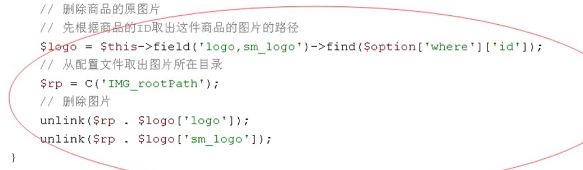 // 删除商品的原图片
// 先根据商品的ID取出这件商品的图片的路径
$logo = $this->field('logo,sm_logo')->find($option['where']['id']);
// 从配置文件取出图片所在目录
$rp = C('IMG_rootPath');
// 删除图片
unlink($rp . $logo['logo']);
unlink($rp . $logo['sm_logo']);
}